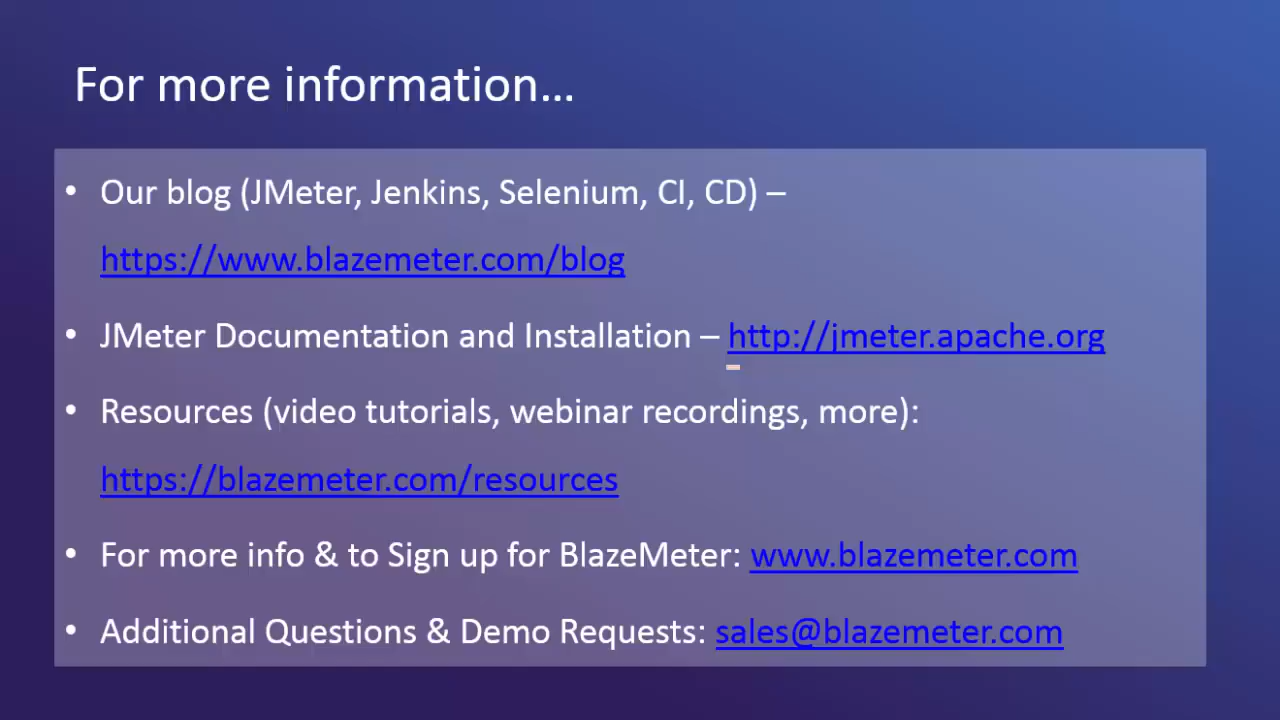 For more information…
• Our blog (JMeter, Jenkins, Selenium, CI, CD) –
https://www.blazemeter.com/blog
• JMeter Documentation and Installation – http://jmeter.apache.org
• Resources (video tutorials, webinar recordings, more):
https://blazemeter.com/resources
• For more info & to Sign up for BlazeMeter: www.blazemeter.com
• Additional Questions & Demo Requests: sales@blazemeter.com